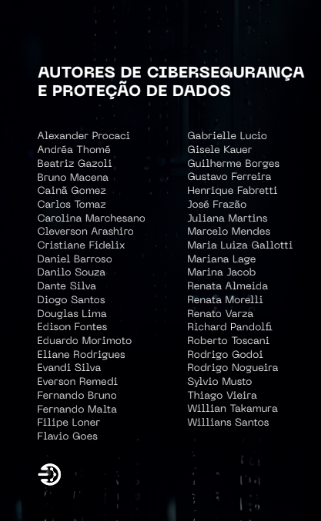 AUTORES DE CIBERSEGURANÇA
E PROTEÇÃO DE DADOS
Alexander Procaci
Andréa Thomé
Beatriz Gazoli
Bruno Macena
Cainã Gomez
Carlos Tomaz
Carolina Marchesano
Cleverson Arashiro
Cristiane Fidelix
Daniel Barroso
Danilo Souza
Dante Silva
Diogo Santos
Douglas Lima
Edison Fontes
Eduardo Morimoto
Eliane Rodrigues
Evandi Silva
Everson Remedi
Fernando Bruno
Fernando Malta
Filipe Loner
Flavio Goes
Gabrielle Lucio
Gisele Kauer
Guilherme Borges
Gustavo Ferreira
Henrique Fabretti
José Frazão
Juliana Martins
Marcelo Mendes
Maria Luiza Gallotti
Mariana Lage
Marina Jacob
Renata Almeida
Renata Morelli
Renato Varza
Richard Pandolfi
Roberto Toscani
Rodrigo Godoi
Rodrigo Nogueira
Sylvio Musto
Thiago Vieira
Willian Takamura
Willians Santos